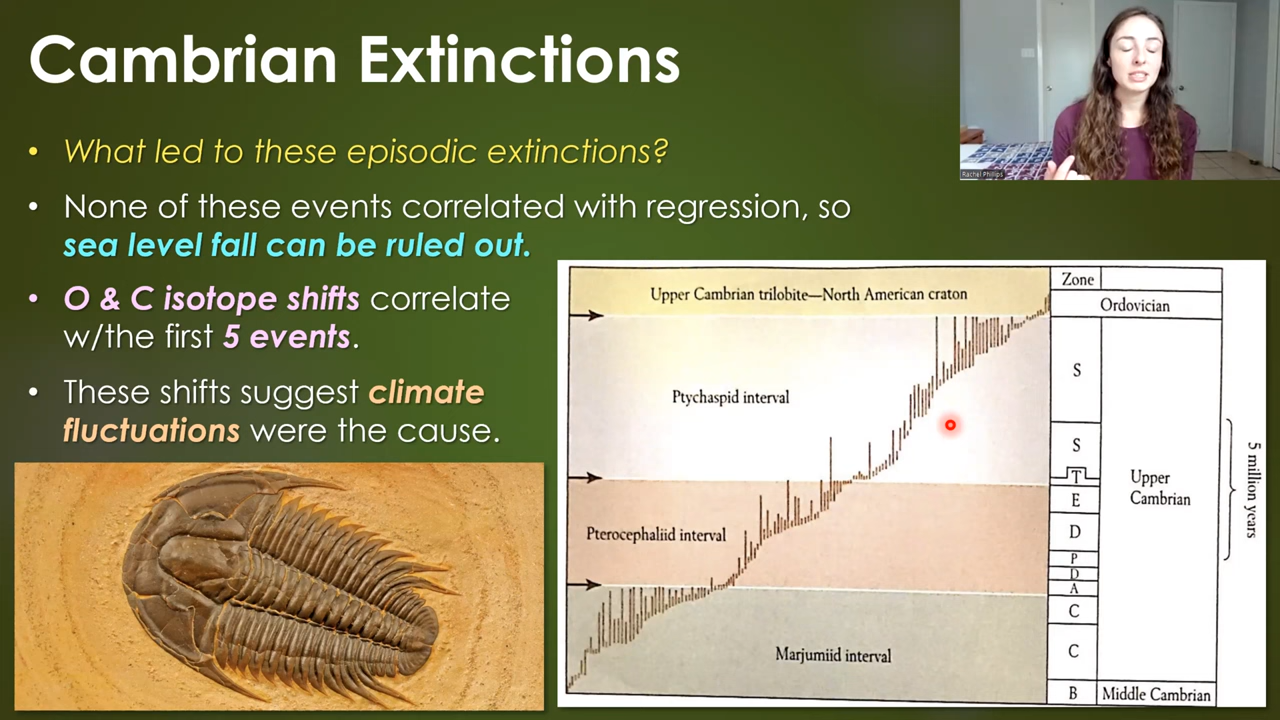 Cambrian Extinctions
• What led to these episodic extinctions?
• None of these events correlated with regression, so
sea level fall can be ruled out.
• O & C isotope shifts correlate
w/the first 5 events.
• These shifts suggest climate
fluctuations were the cause.
Rachel Phillips
Upper Cambrian trilobite—North American craton
Zone
Ordovician
Ptychaspid interval
S
S
T
Upper
Cambrian
E
Pterocephaliid interval
D
P
D
A
C
Marjumiid interval
C
B
Middle Cambrian
5 million years